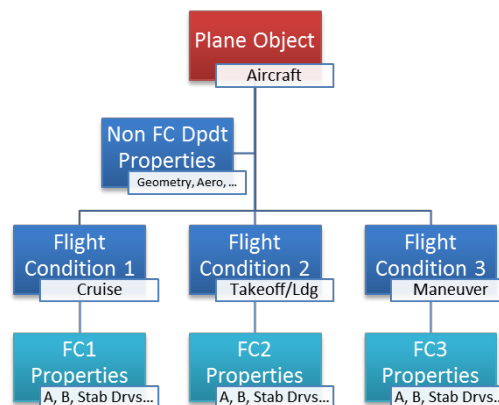 Plane Object
Aircraft
Non FC Dpdt
Properties
Geometry, Aero, ...
Flight
Condition 1
Cruise
Flight
Condition 2
Takeoff/Ldg
Flight
Condition 3
Maneuver
FC1
Properties
A, B, Stab Drvs...
FC2
Properties
A, B, Stab Drvs...
FC3
Properties
A, B, Stab Drvs...